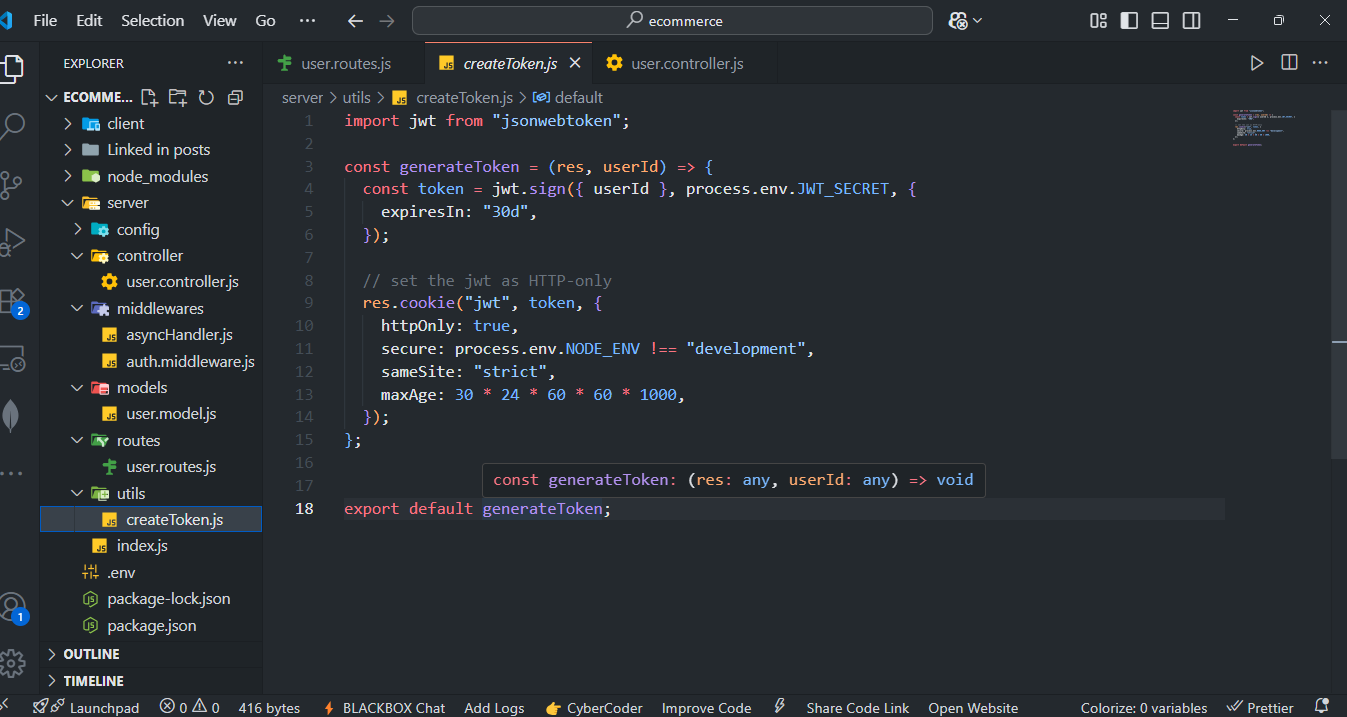 File Edit Selection View Go ··· ecommerce
EXPLORER ···
user.routes.js createToken.js user.controller.js
ECOMME...
server > utils > createToken.js > default
client
Linked in posts
node_modules
server
config
controller
user.controller.js
middlewares
asyncHandler.js
auth.middleware.js
models
user.model.js
routes
user.routes.js
utils
createToken.js
index.js
.env
package-lock.json
package.json
OUTLINE
TIMELINE
2
1
1 import jwt from "jsonwebtoken";
2
3 const generateToken = (res, userId) => {
4 const token = jwt.sign({ userId }, process.env.JWT_SECRET, {
5 expiresIn: "30d",
6 });
7
8 // set the jwt as HTTP-only
9 res.cookie("jwt", token, {
10 httpOnly: true,
11 secure: process.env.NODE_ENV !== "development",
12 sameSite: "strict",
13 maxAge: 30 * 24 * 60 * 60 * 1000,
14 });
15 };
16
17
const generateToken: (res: any, userId: any) => void
18 export default generateToken;
Launchpad 0 0 416 bytes BLACKBOX Chat Add Logs CyberCoder Improve Code Share Code Link Open Website Colorize: 0 variables Prettier